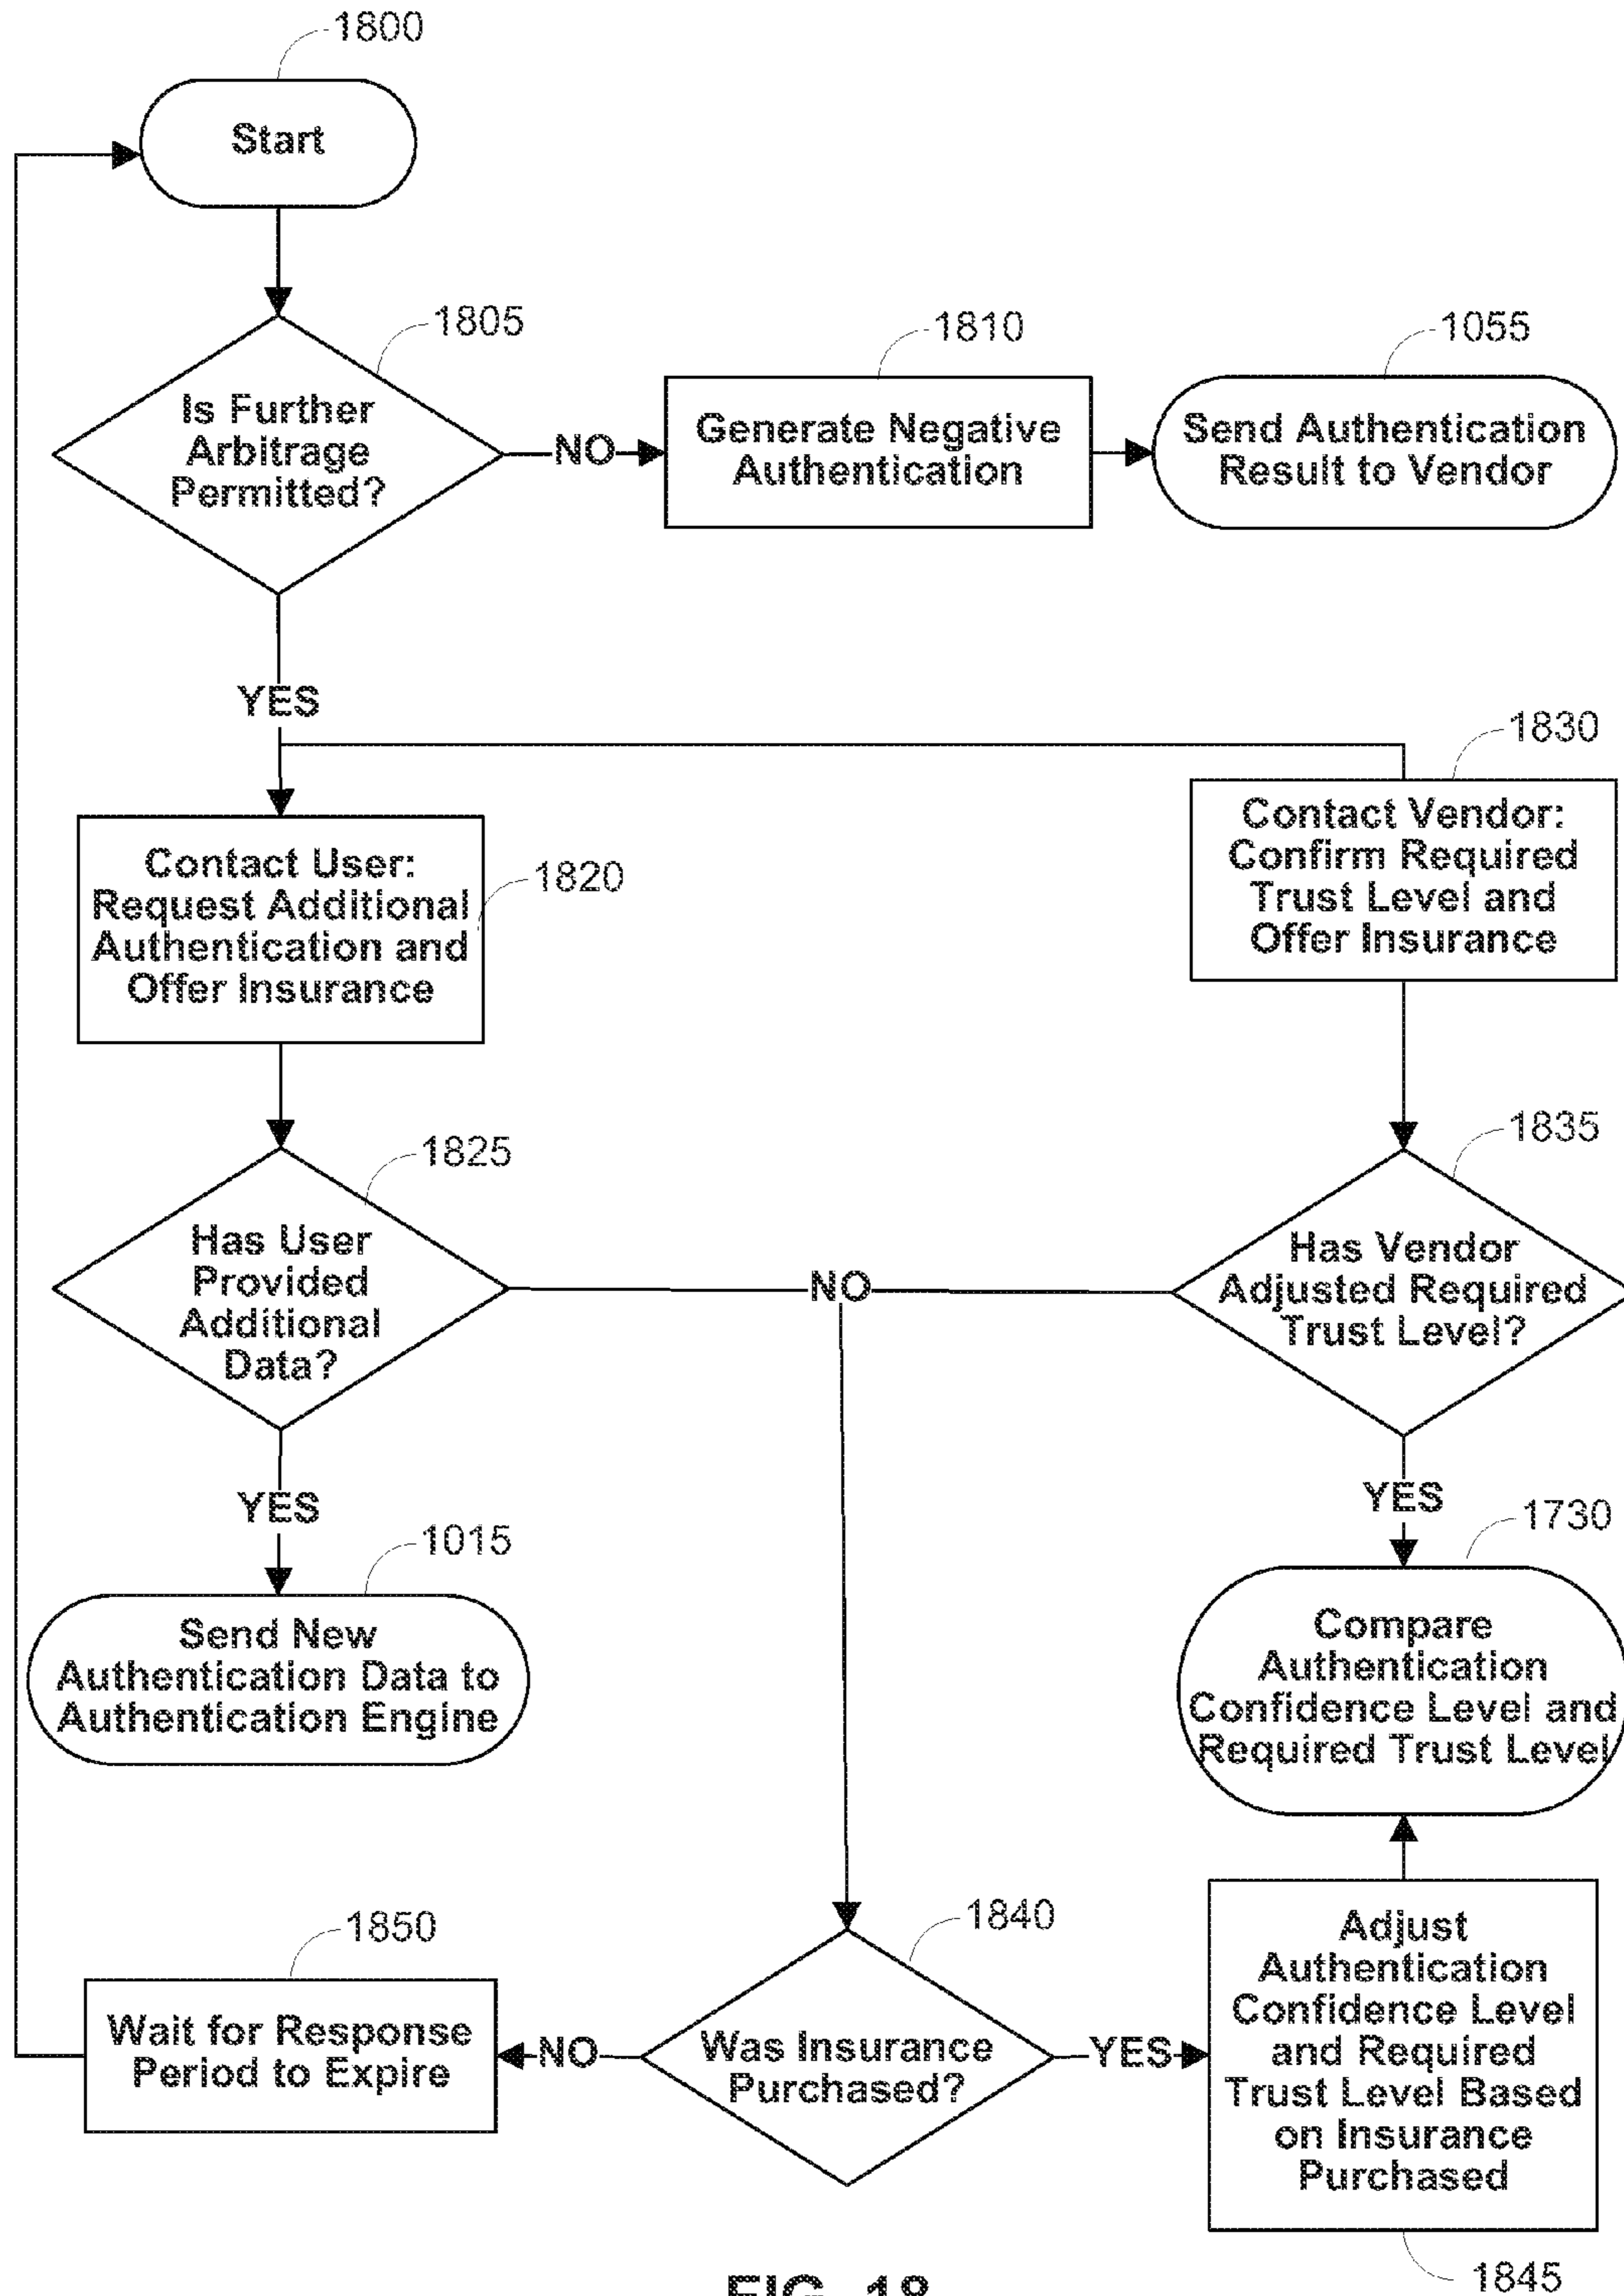 1800
Start
1805
Is Further
Arbitrage
Permitted?
NO
1810
Generate Negative
Authentication
1055
Send Authentication
Result to Vendor
YES
1830
Contact Vendor:
Confirm Required
Trust Level and
Offer Insurance
Contact User:
Request Additional
Authentication and
Offer Insurance
1820
1825
Has User
Provided
Additional
Data?
NO
1835
Has Vendor
Adjusted Required
Trust Level?
YES
1015
Send New
Authentication Data to
Authentication Engine
YES
1730
Compare
Authentication
Confidence Level and
Required Trust Level
1850
Wait for Response
Period to Expire
NO
1840
Was Insurance
Purchased?
YES
Adjust
Authentication
Confidence Level
and Required
Trust Level Based
on Insurance
Purchased
1845
FIG. 18